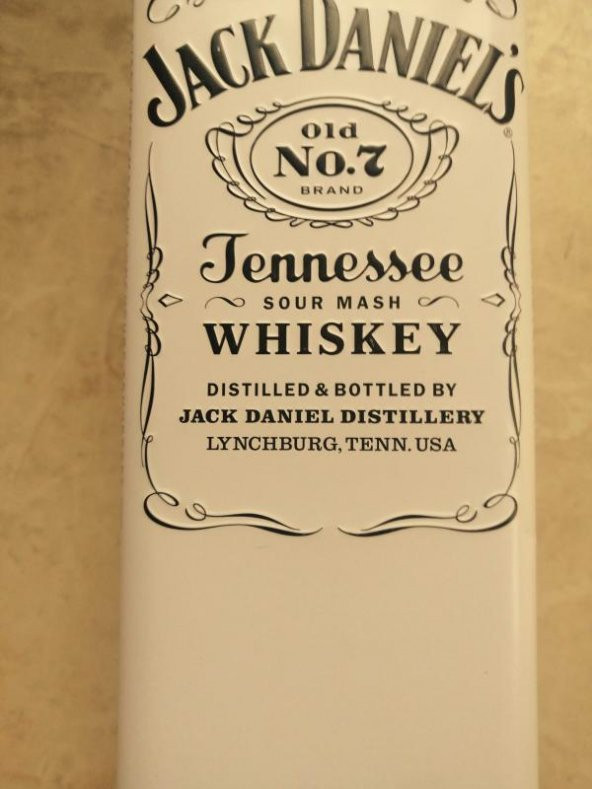 JACK DANIEL'S
®
Old
No.7
BRAND
Tennessee
SOUR MASH
WHISKEY
DISTILLED & BOTTLED BY
JACK DANIEL DISTILLERY
LYNCHBURG, TENN. USA